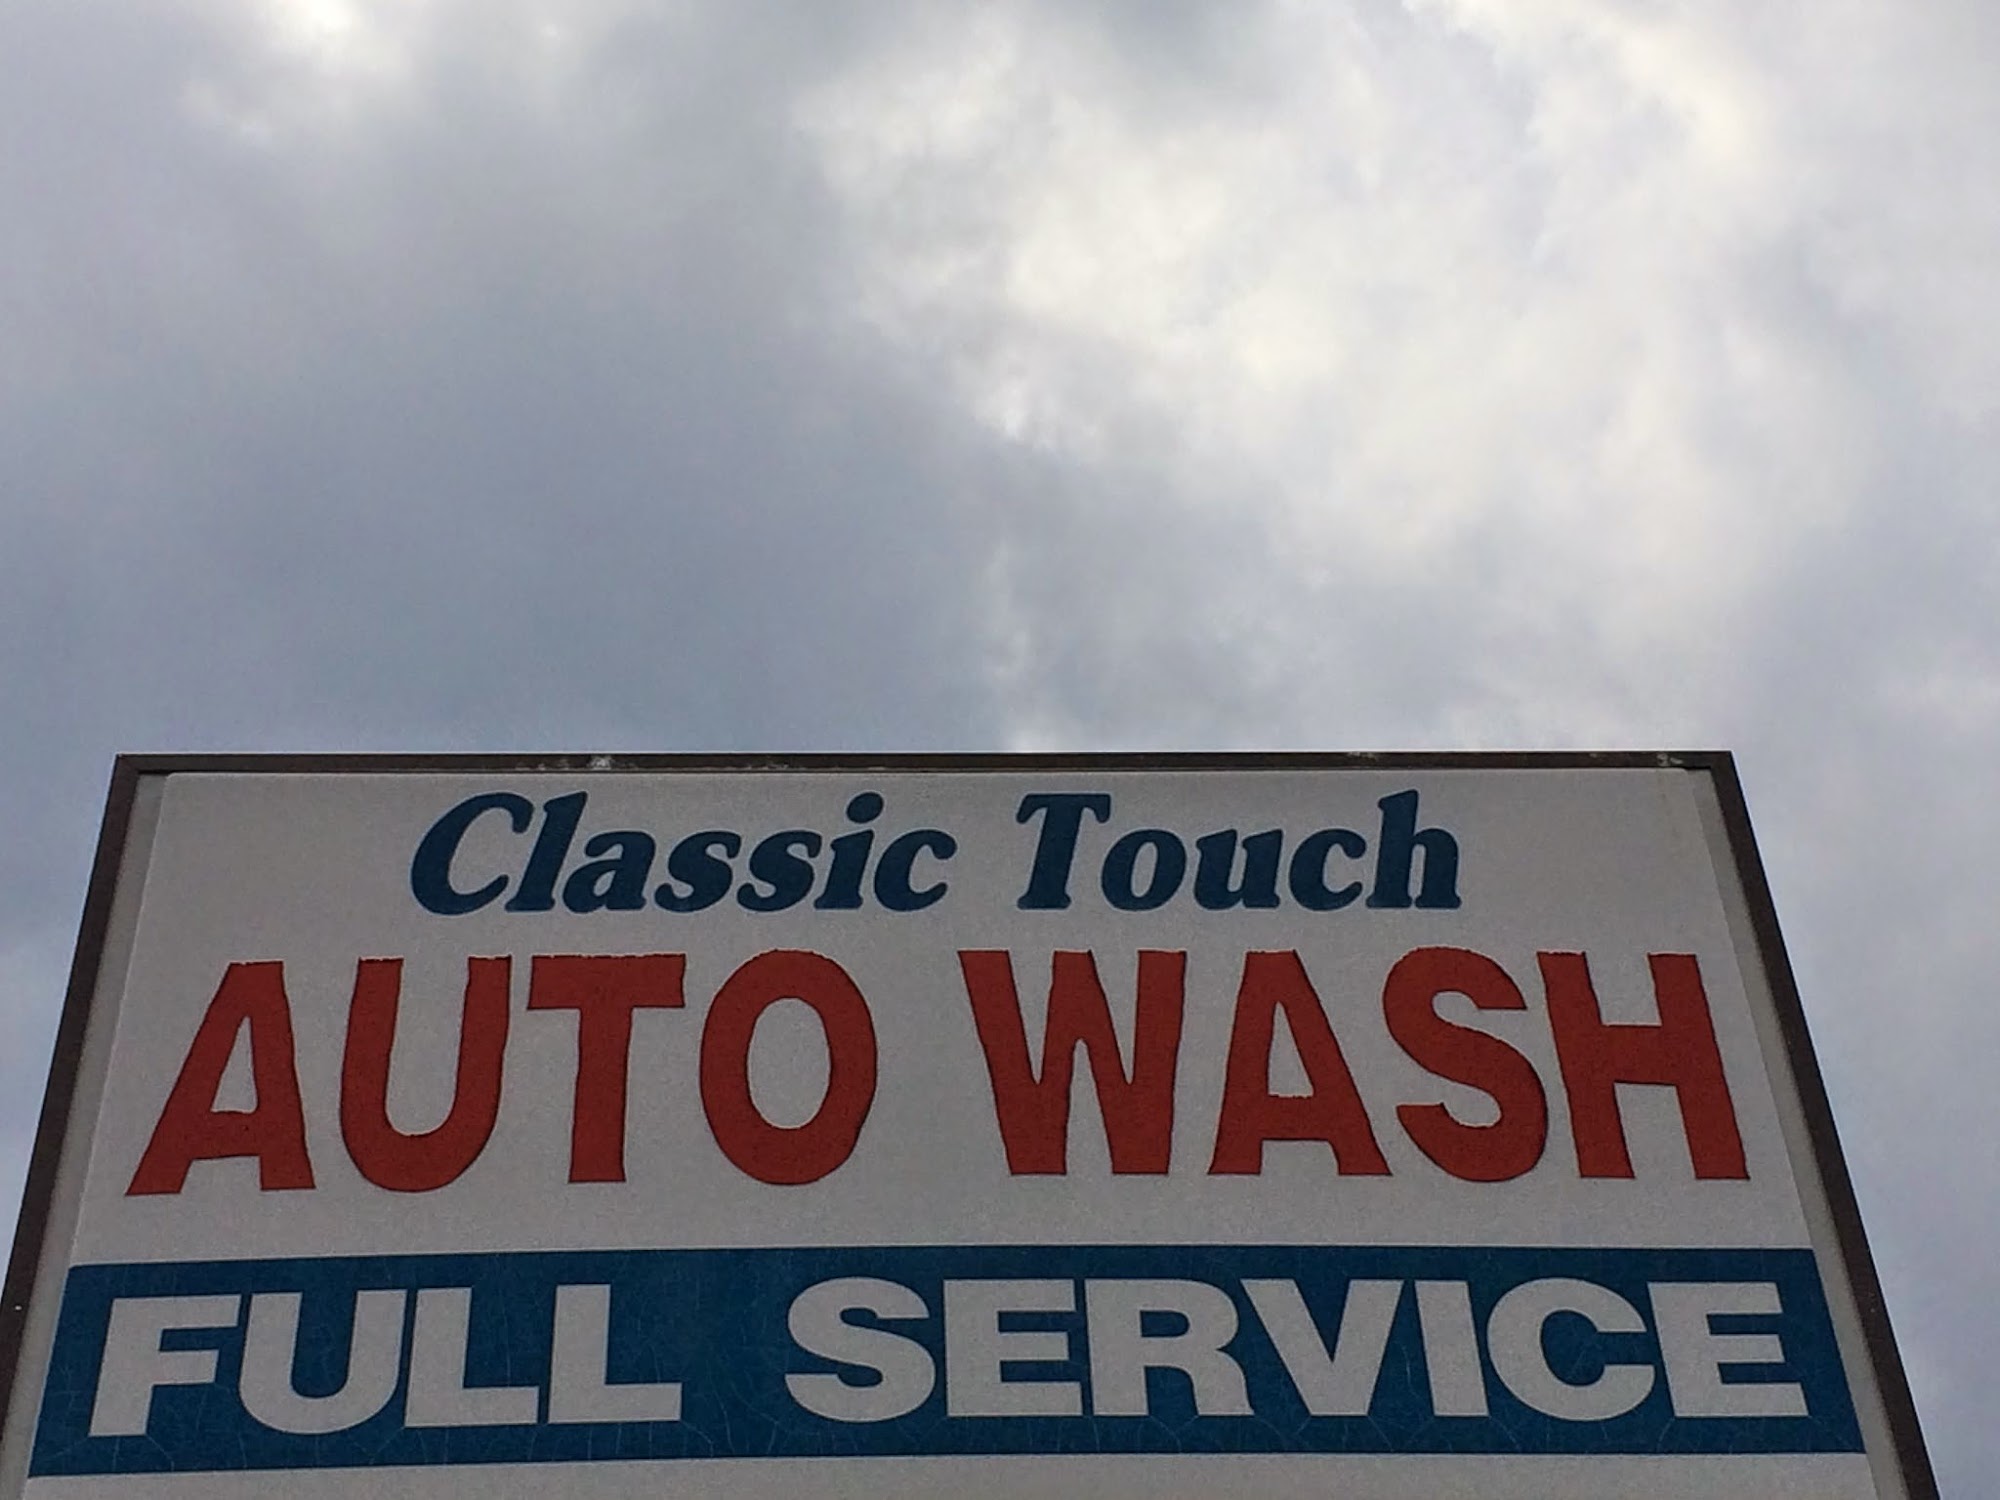 Classic Touch
AUTO WASH
FULL SERVICE